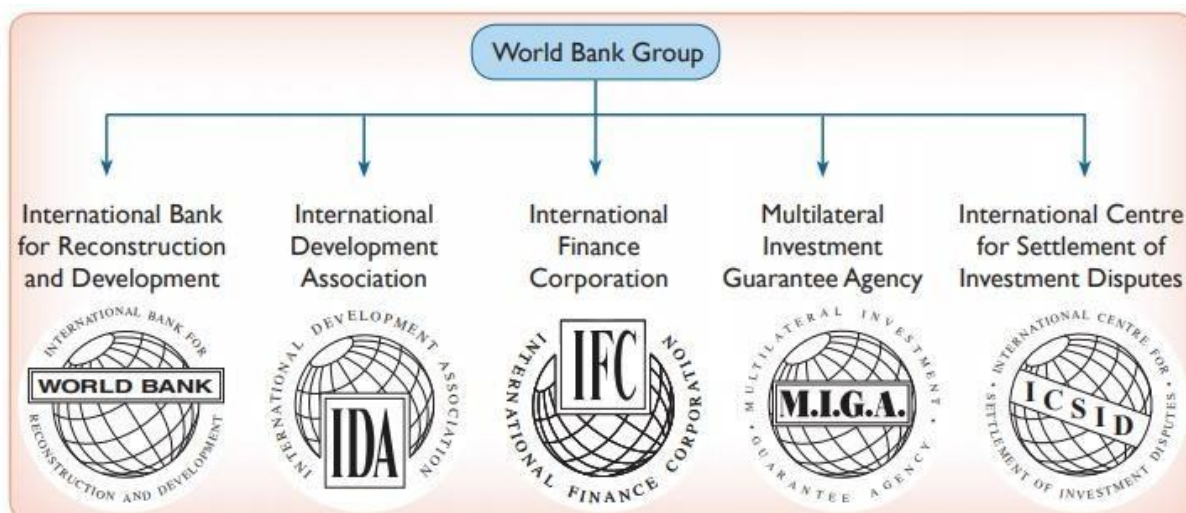 World Bank Group
International Bank
for Reconstruction
and Development
International
Development
Association
International
Finance
Corporation
Multilateral
Investment
Guarantee Agency
International Centre
for Settlement of
Investment Disputes
INTERNATIONAL BANK FOR
WORLD BANK
RECONSTRUCTION AND DEVELOPMENT
INTERNATIONAL DEVELOPMENT ASSOCIATION
IDA
IFC
INTERNATIONAL FINANCE CORPORATION
MULTILATERAL INVESTMENT
M.I.G.A.
• GUARANTEE AGENCY •
INTERNATIONAL CENTRE FOR
ICSID
• SETTLEMENT OF INVESTMENT DISPUTES •